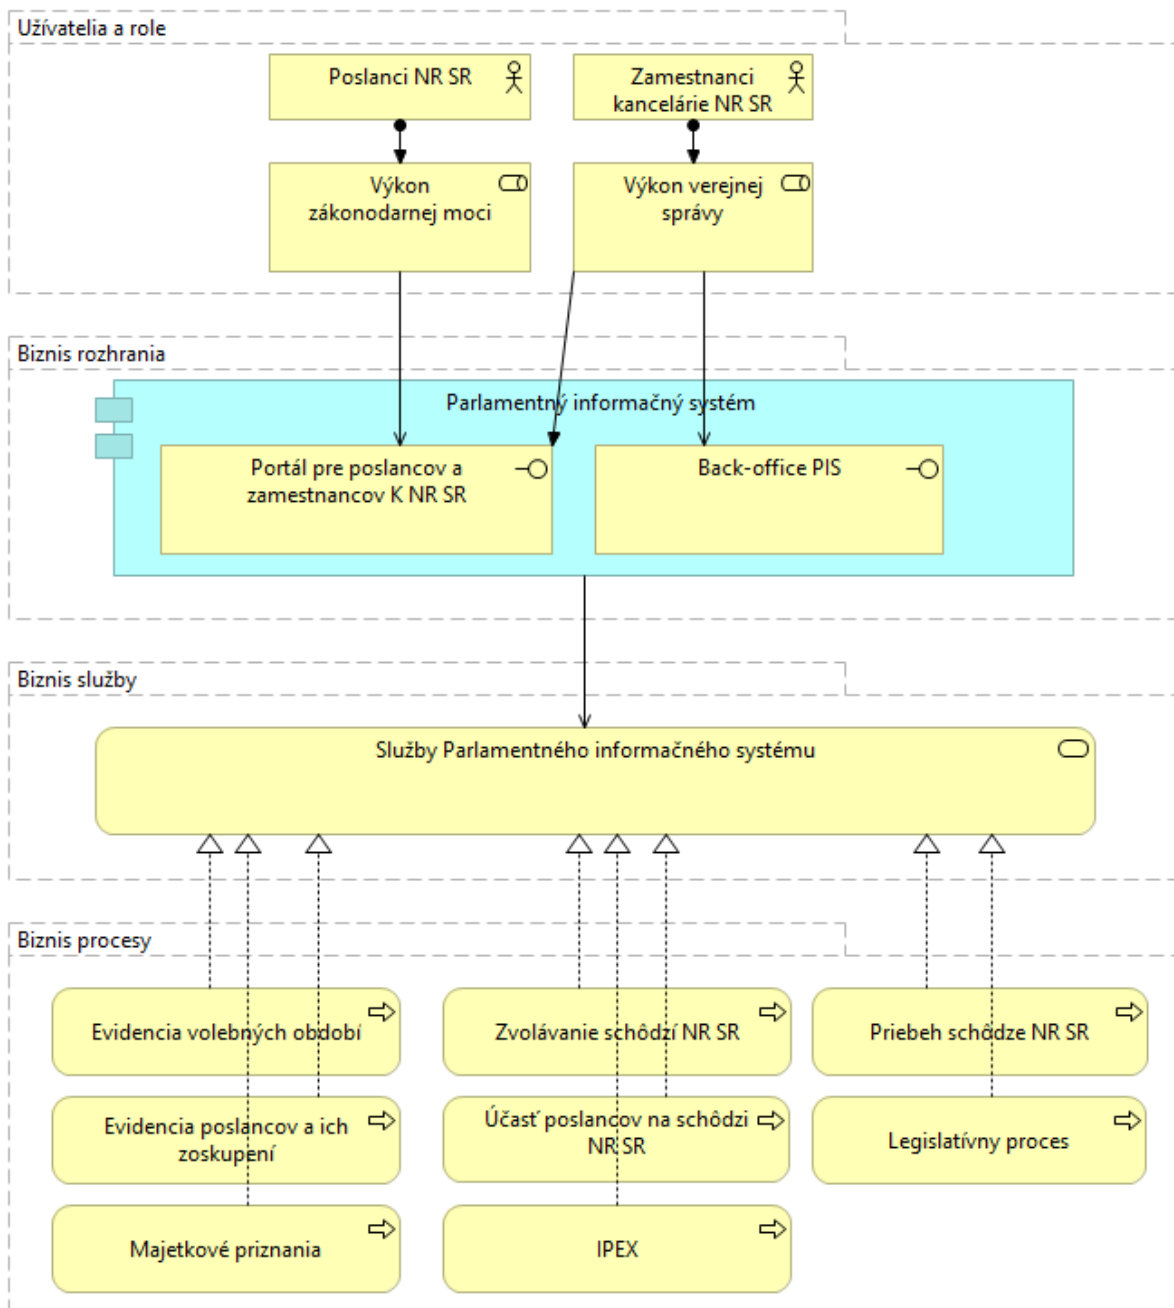 Užívatelia a role
Poslanci NR SR
Zamestnanci
kancelárie NR SR
Výkon
zákonodarnej moci
Výkon verejnej
správy
Biznis rozhrania
Parlamentný informačný systém
Portál pre poslancov a
zamestnancov K NR SR
Back-office PIS
Biznis služby
Služby Parlamentného informačného systému
Biznis procesy
Evidencia volebných období
Zvolávanie schôdzí NR SR
Priebeh schôdze NR SR
Evidencia poslancov a ich
zoskupení
Účasť poslancov na schôdzi
NR SR
Legislatívny proces
Majetkové priznania
IPEX